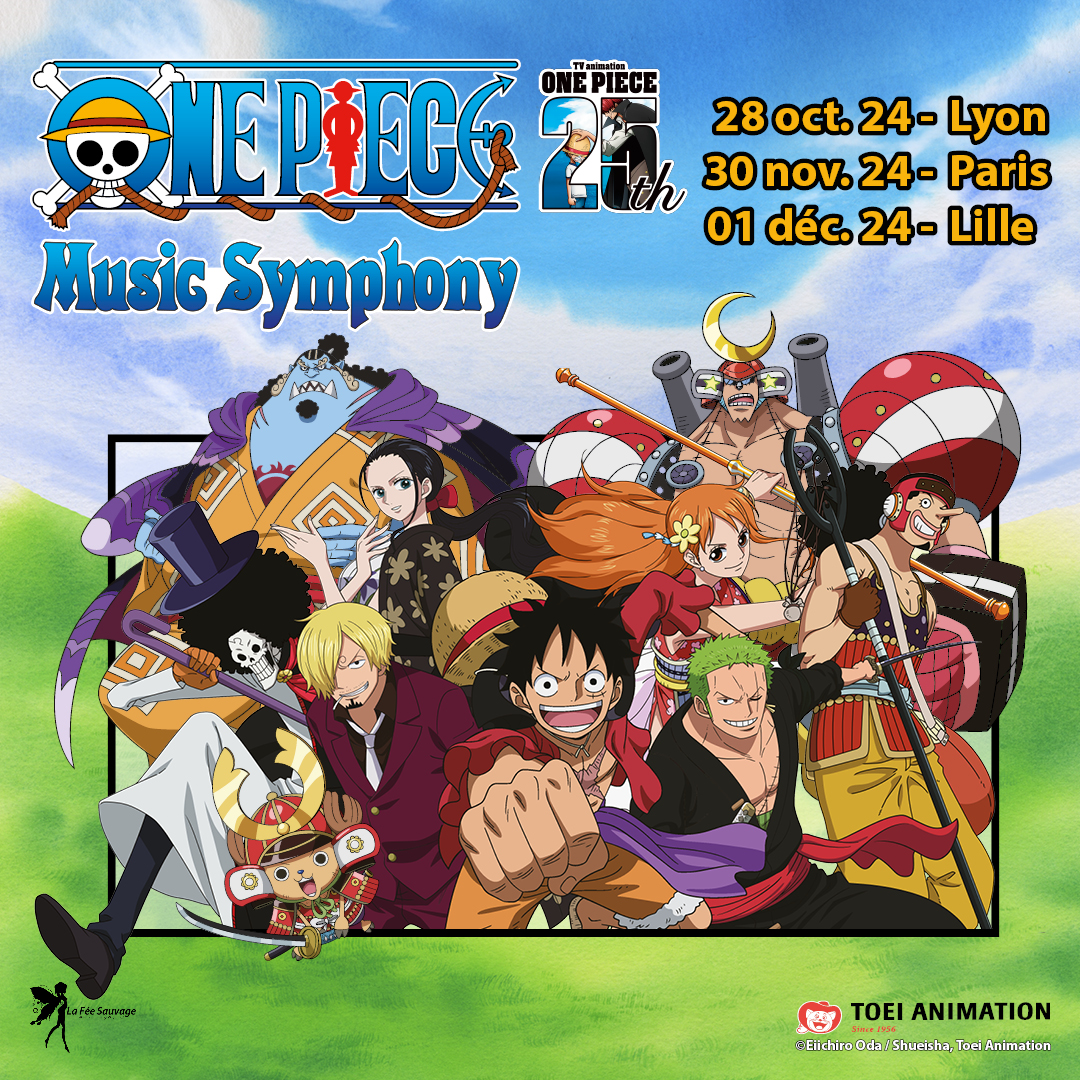 ONE PIECE
TV animation
ONE PIECE
25th
Music Symphony
28 oct. 24 - Lyon
30 nov. 24 - Paris
01 déc. 24 - Lille
La Fée Sauvage
TOEI ANIMATION
Since 1956
©Eiichiro Oda / Shueisha, Toei Animation